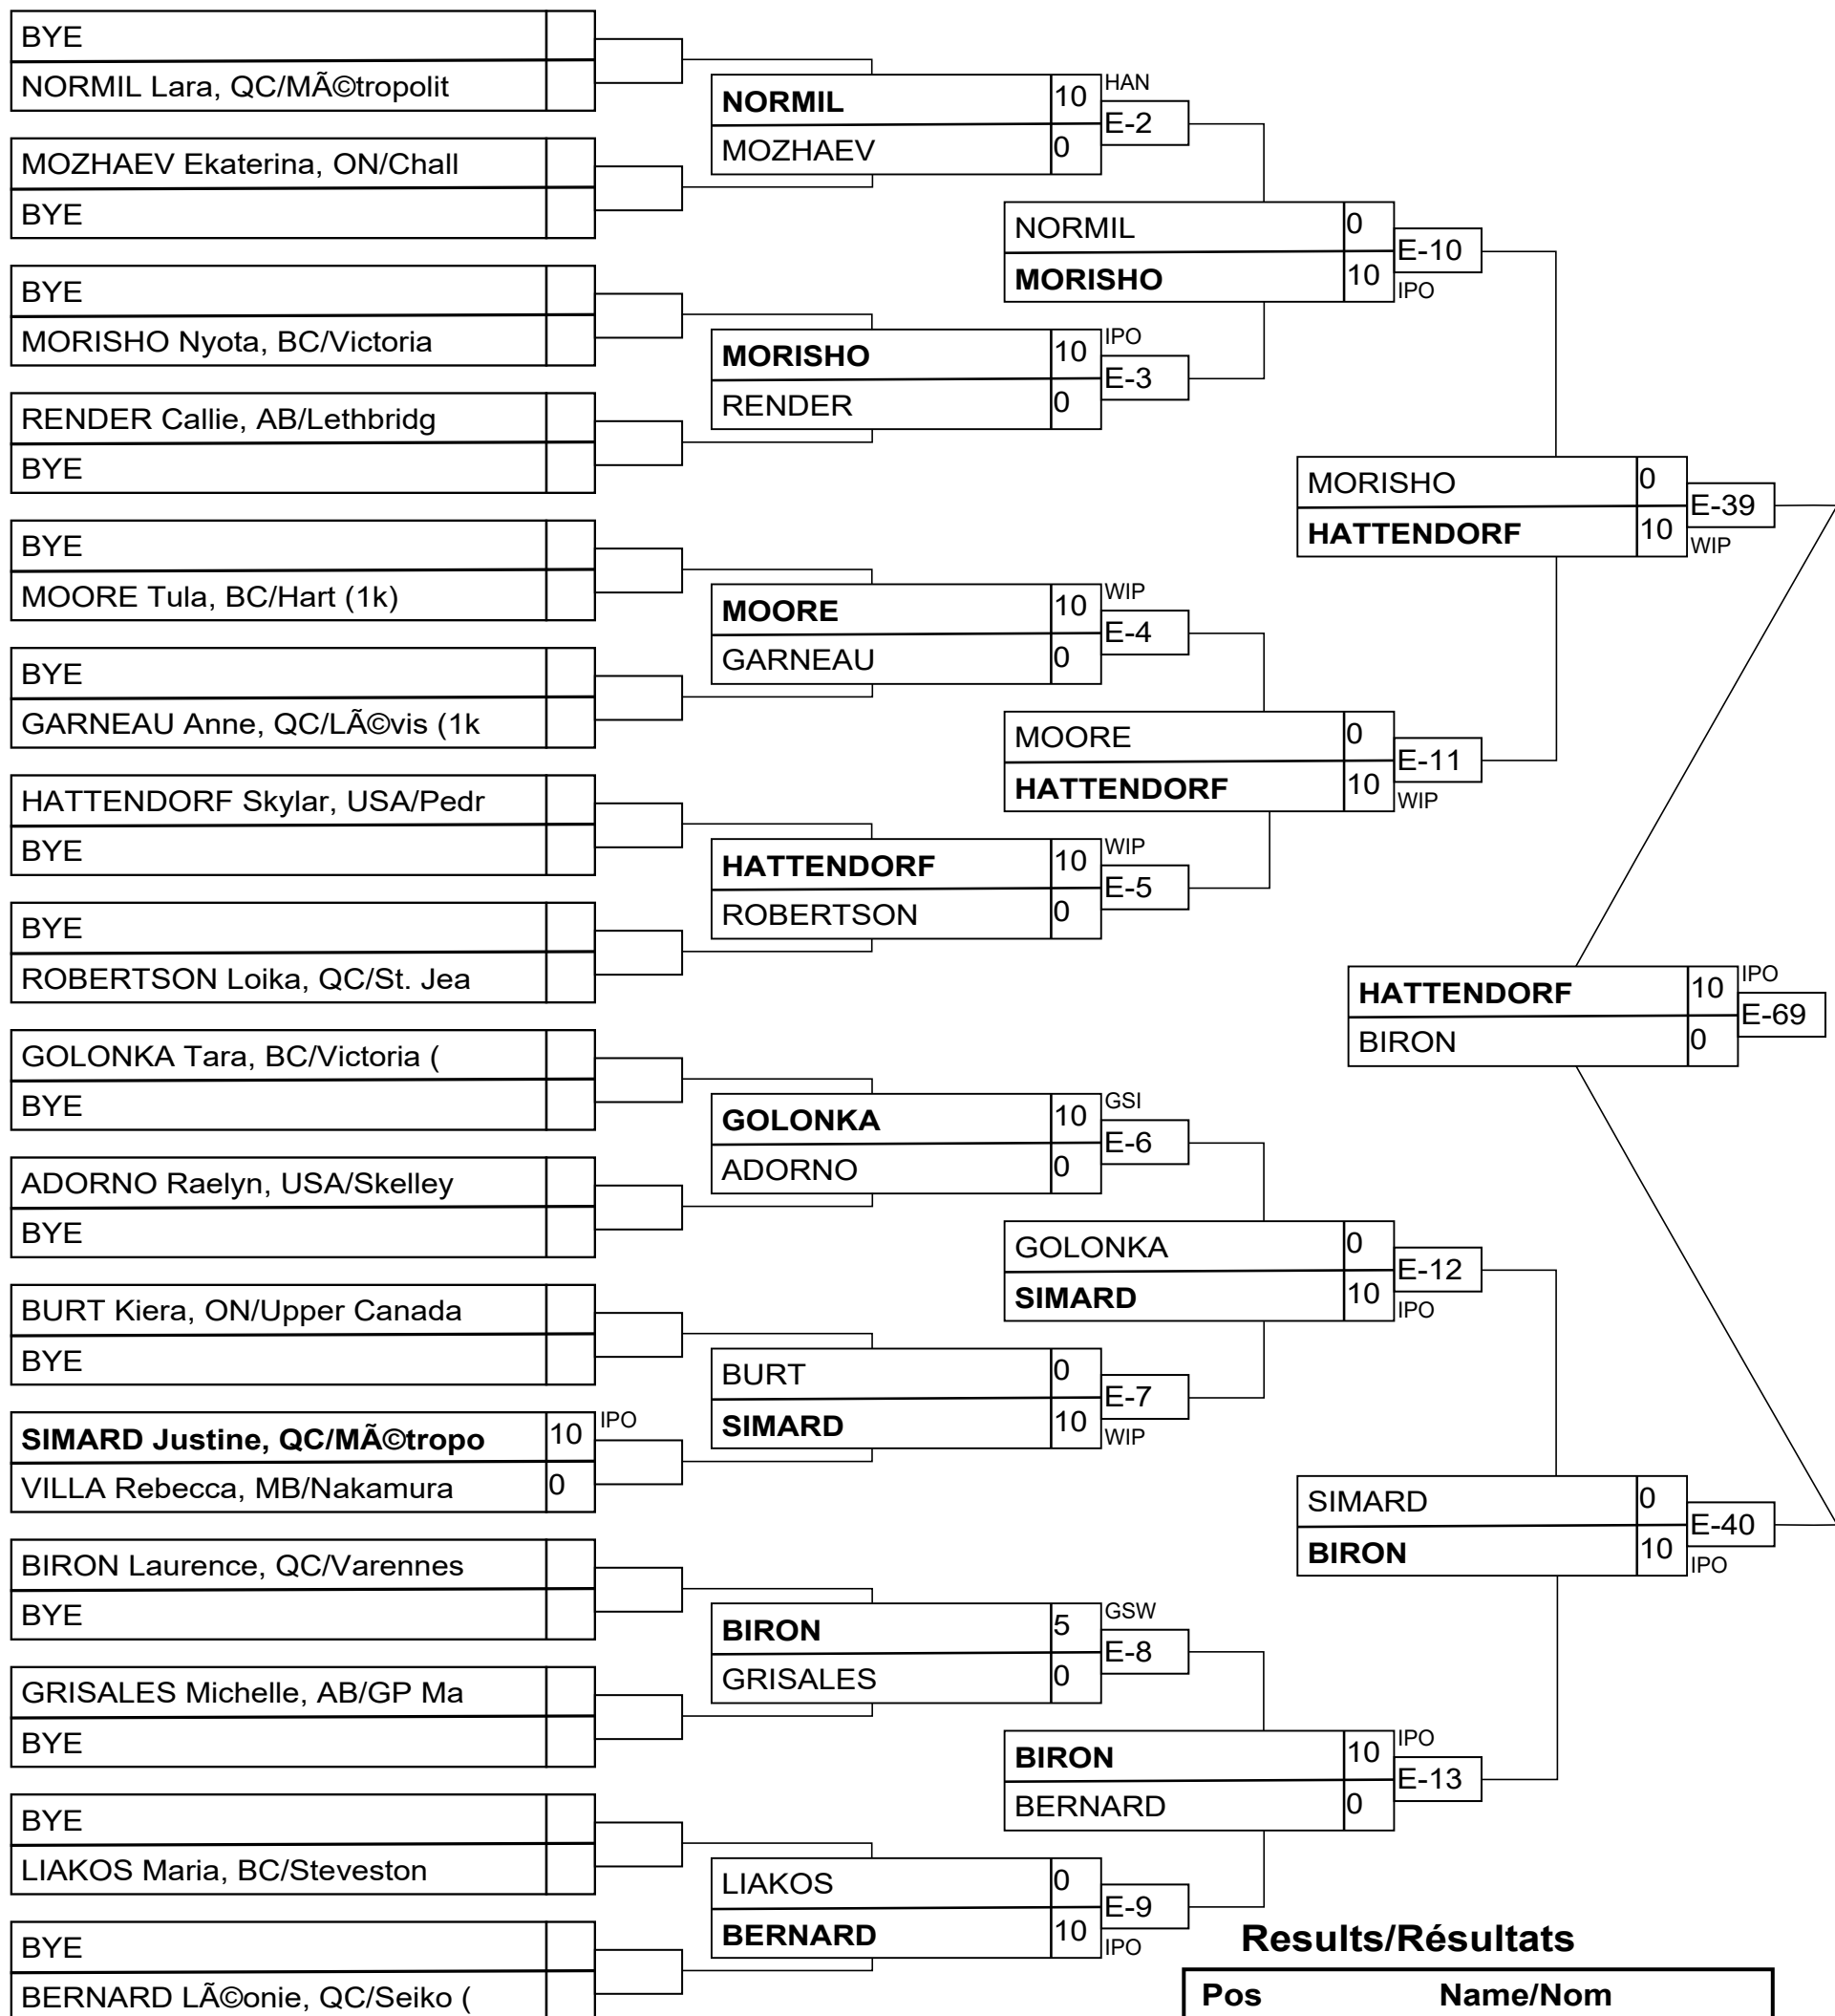 BYE
NORMIL Lara, QC/MÃ©tropolit
MOZHAEV Ekaterina, ON/Chall
BYE
BYE
MORISHO Nyota, BC/Victoria
RENDER Callie, AB/Lethbridg
BYE
BYE
MOORE Tula, BC/Hart (1k)
BYE
GARNEAU Anne, QC/LÃ©vis (1k
HATTENDORF Skylar, USA/Pedr
BYE
BYE
ROBERTSON Loika, QC/St. Jea
GOLONKA Tara, BC/Victoria (
BYE
ADORNO Raelyn, USA/Skelley
BYE
BURT Kiera, ON/Upper Canada
BYE
SIMARD Justine, QC/MÃ©tropo 10 IPO
VILLA Rebecca, MB/Nakamura 0
BIRON Laurence, QC/Varennes
BYE
GRISALES Michelle, AB/GP Ma
BYE
BYE
LIAKOS Maria, BC/Steveston
BYE
BERNARD LÃ©onie, QC/Seiko (
NORMIL 10 HAN
E-2
MOZHAEV 0
MORISHO 10 IPO
E-3
RENDER 0
MOORE 10 WIP
E-4
GARNEAU 0
HATTENDORF 10 WIP
E-5
ROBERTSON 0
GOLONKA 10 GSI
E-6
ADORNO 0
BURT 0
E-7
SIMARD 10 WIP
BIRON 5 GSW
E-8
GRISALES 0
LIAKOS 0
E-9
BERNARD 10 IPO
NORMIL 0
E-10
MORISHO 10 IPO
MOORE 0
E-11
HATTENDORF 10 WIP
GOLONKA 0
E-12
SIMARD 10 IPO
BIRON 10 IPO
E-13
BERNARD 0
MORISHO 0
E-39
HATTENDORF 10 WIP
SIMARD 0
E-40
BIRON 10 IPO
HATTENDORF 10 IPO
E-69
BIRON 0
Results/Résultats
Pos Name/Nom